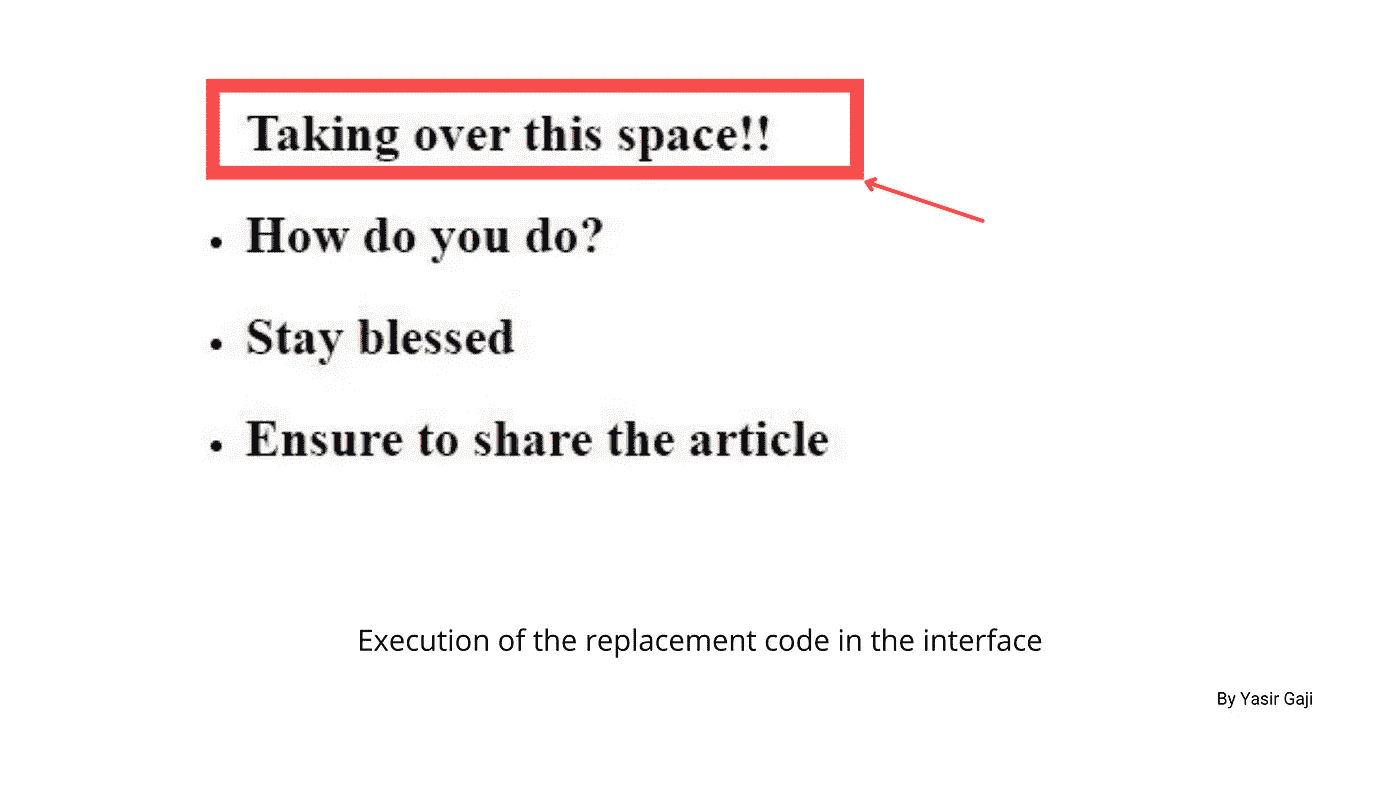 Taking over this space!!
• How do you do?
• Stay blessed
• Ensure to share the article
Execution of the replacement code in the interface
By Yasir Gaji